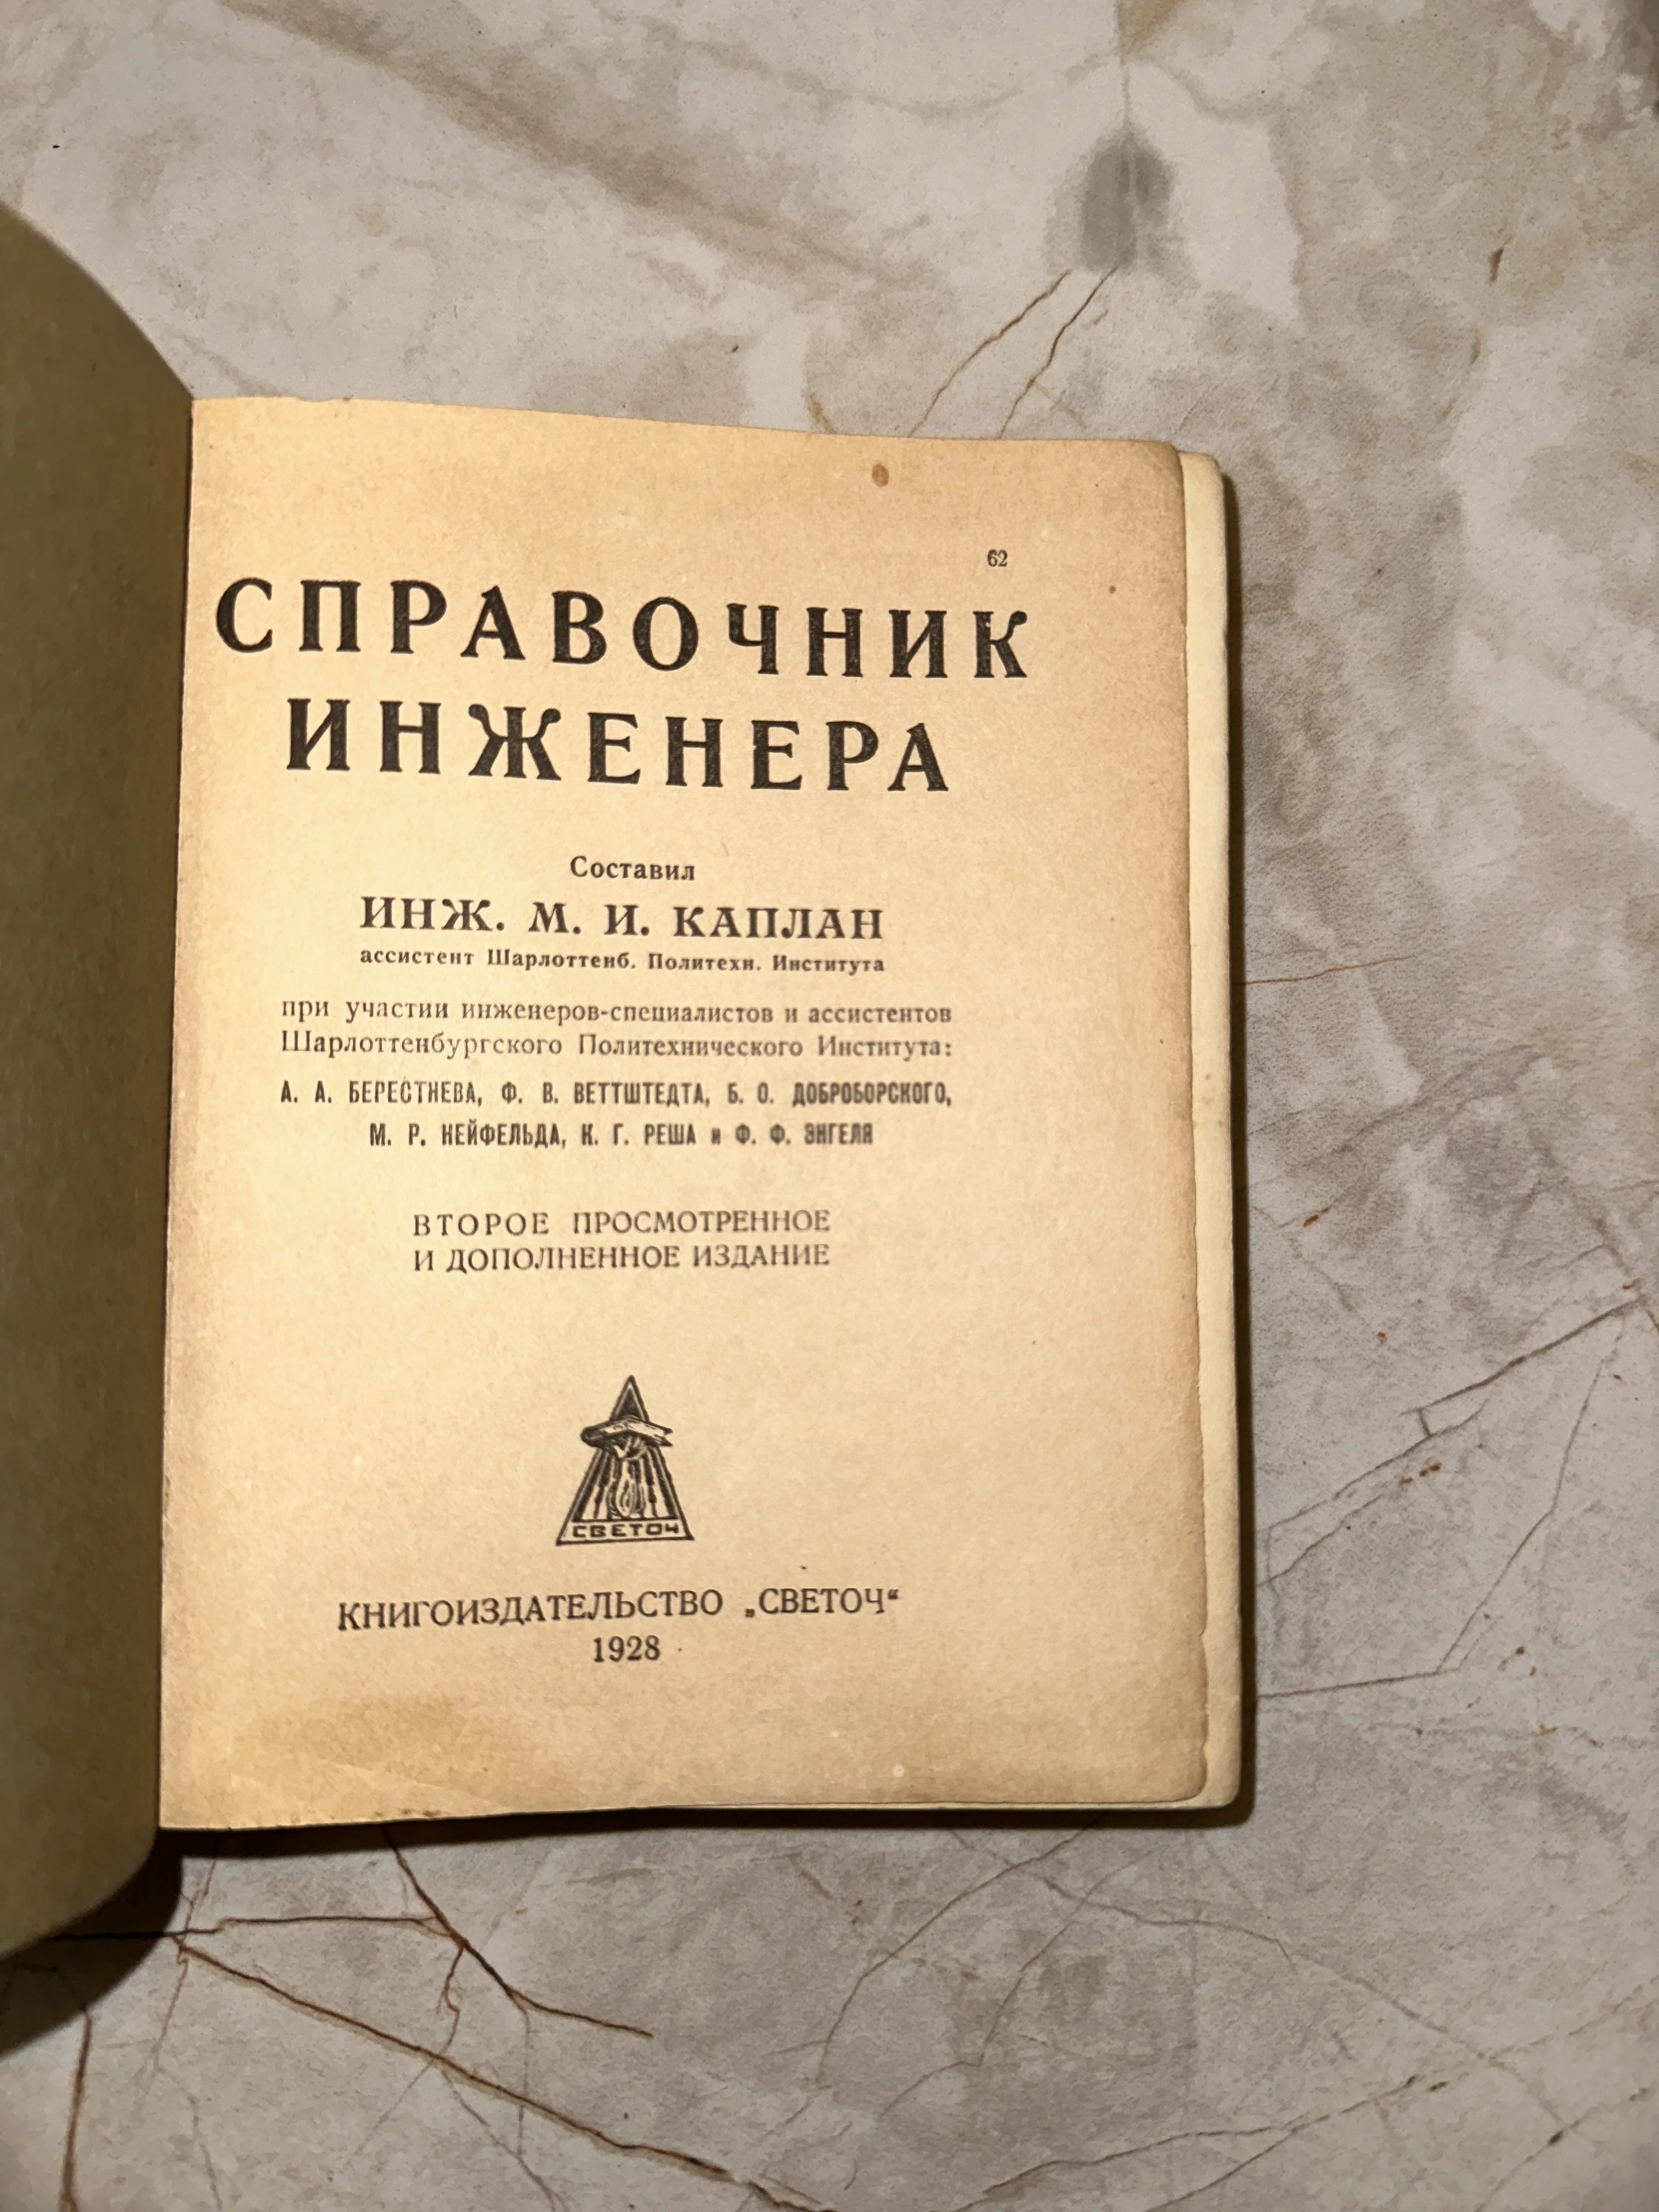 62
СПРАВОЧНИК
ИНЖЕНЕРА
Составил
ИНЖ. М. И. КАПЛАН
ассистент Шарлоттенб. Политехн. Института
при участии инженеров-специалистов и ассистентов
Шарлоттенбургского Политехнического Института:
А. А. БЕРЕСТНЕВА, Ф. В. ВЕТТШТЕДТА, Б. О. ДОБРОБОРСКОГО,
М. Р. НЕЙФЕЛЬДА, К. Г. РЕША и Ф. Ф. ЭНГЕЛЯ
ВТОРОЕ ПРОСМОТРЕННОЕ
И ДОПОЛНЕННОЕ ИЗДАНИЕ
СВЕТОЧ
КНИГОИЗДАТЕЛЬСТВО „СВЕТОЧ“
1928